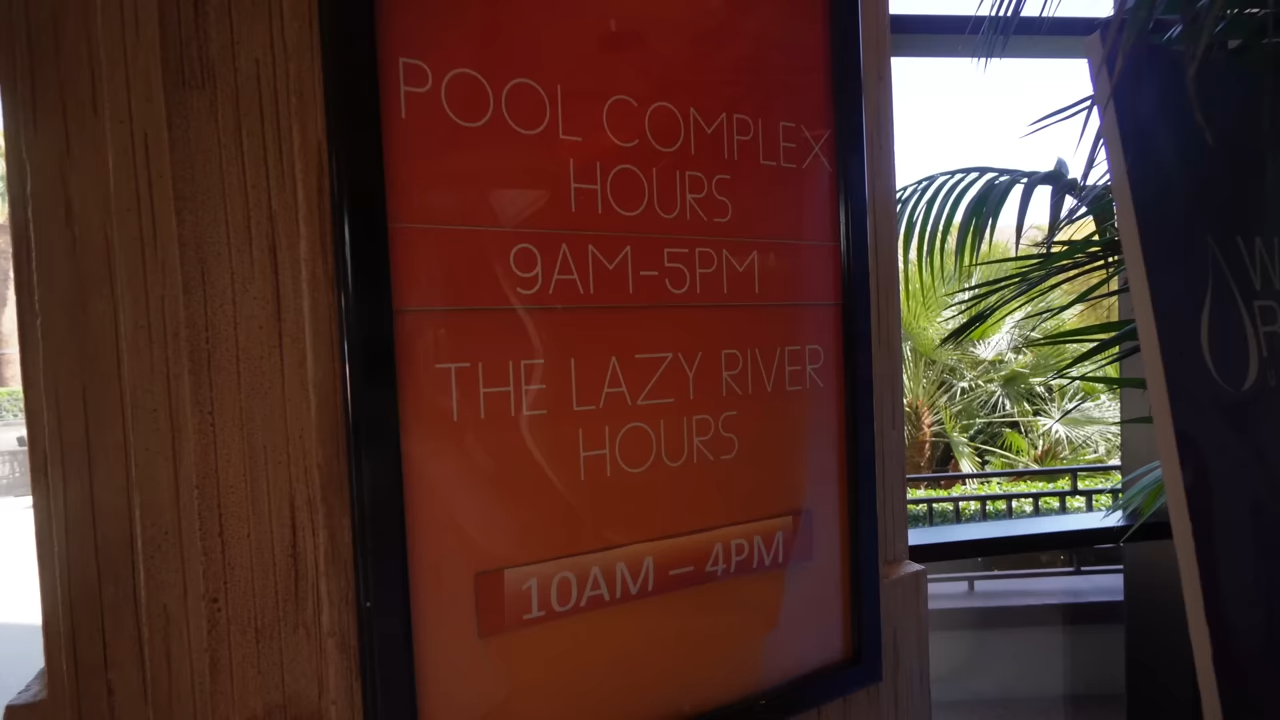 POOL COMPLEX
HOURS
9AM-5PM
THE LAZY RIVER
HOURS
10AM – 4PM